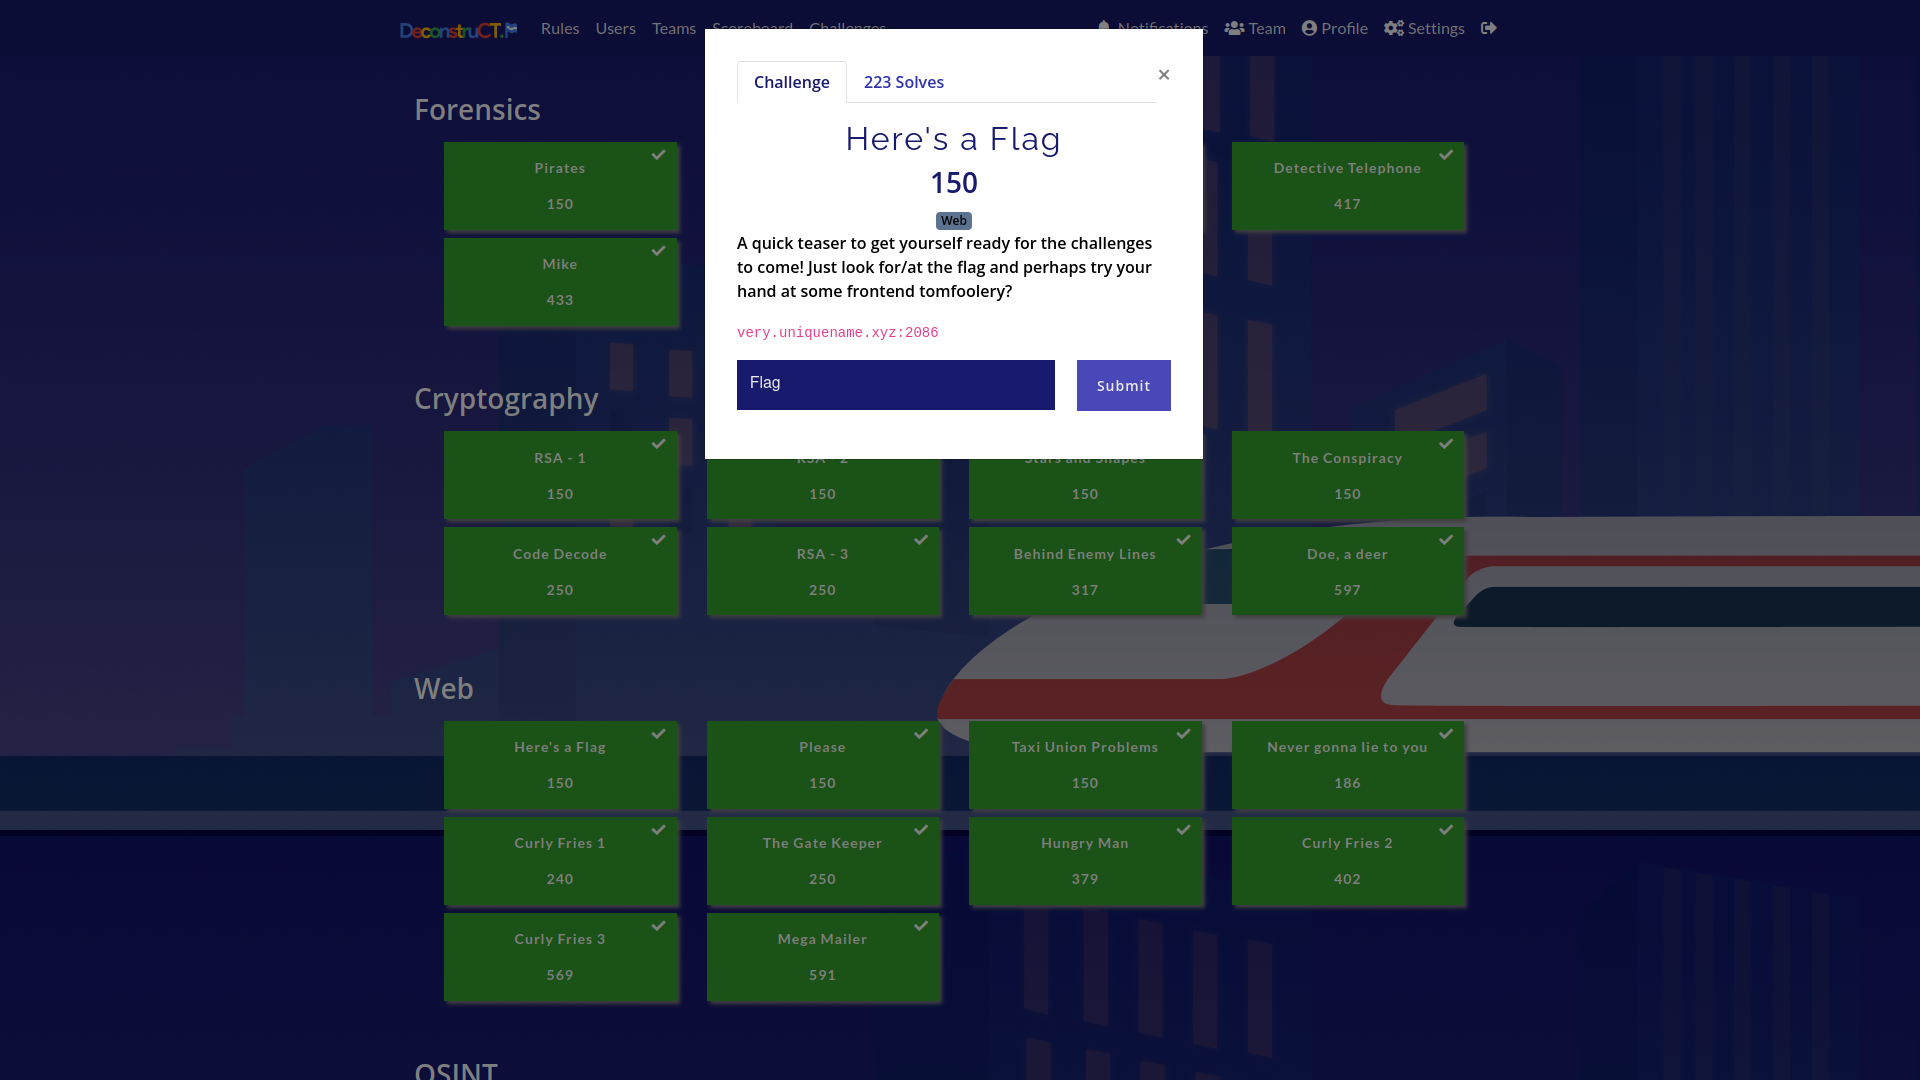 DeconstruCT.F Rules Users Teams Scoreboard Challenges Notifications Team Profile Settings
Challenge 223 Solves ×
Here's a Flag
150
Web
A quick teaser to get yourself ready for the challenges
to come! Just look for/at the flag and perhaps try your
hand at some frontend tomfoolery?
very.uniquename.xyz:2086
Flag Submit
Forensics
Pirates Detective Telephone
150 417
Mike
433
Cryptography
RSA - 1 RSA - 2 Stars and Shapes The Conspiracy
150 150 150 150
Code Decode RSA - 3 Behind Enemy Lines Doe, a deer
250 250 317 597
Web
Here's a Flag Please Taxi Union Problems Never gonna lie to you
150 150 150 186
Curly Fries 1 The Gate Keeper Hungry Man Curly Fries 2
240 250 379 402
Curly Fries 3 Mega Mailer
569 591
OSINT